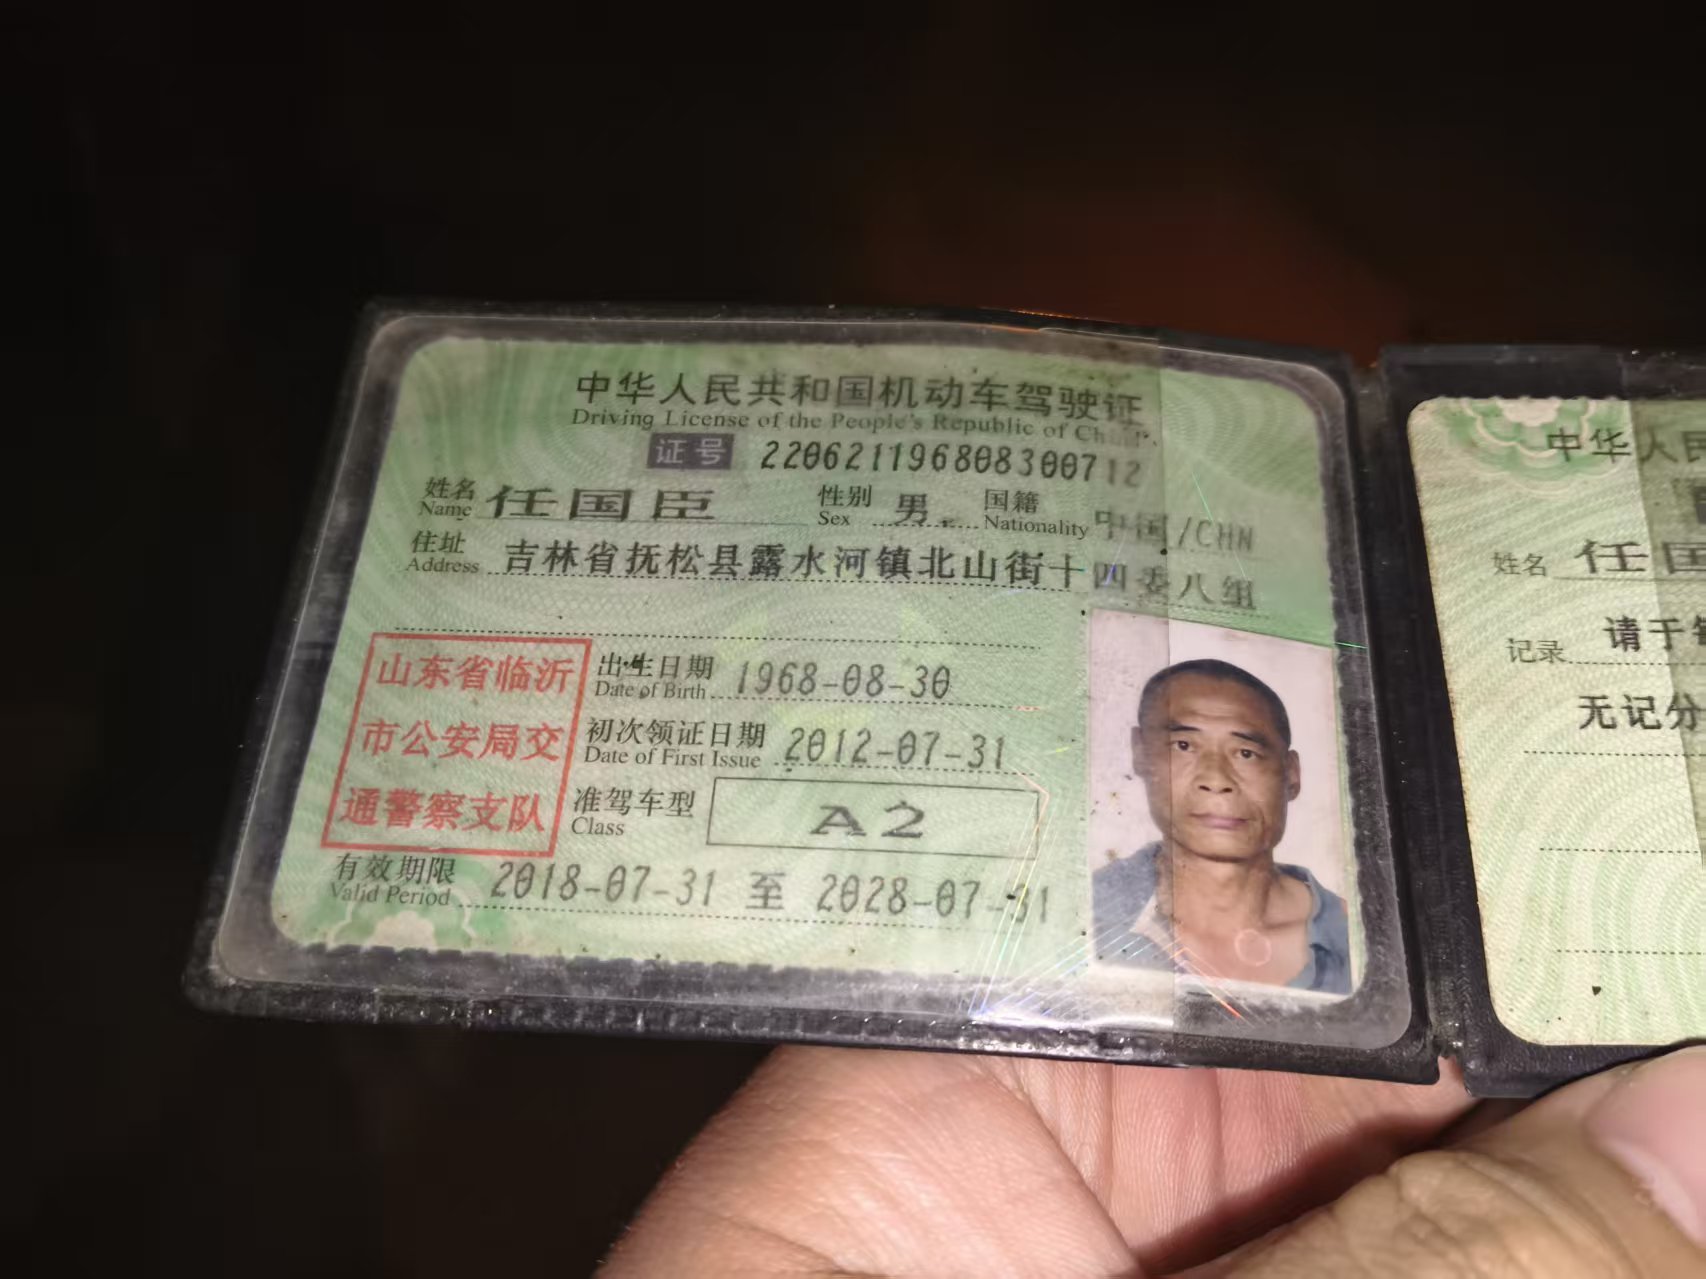 中华人民共和国机动车驾驶证
Driving License of the People's Republic of China
证号 220621196808300712
姓名 任国臣 性别 男 国籍 中国/CHN
Name Sex Nationality
住址 吉林省抚松县露水河镇北山街十四委八组
Address
山东省临沂
市公安局交
通警察支队
出生日期 1968-08-30
Date of Birth
初次领证日期 2012-07-31
Date of First Issue
准驾车型 A2
Class
有效期限 2018-07-31 至 2028-07-31
Valid Period
中华人民
姓名 任国
记录 请于每
无记分